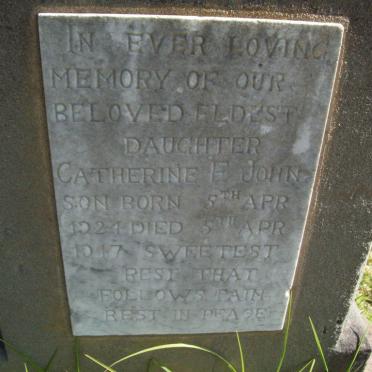 IN EVER LOVING
MEMORY OF OUR
BELOVED ELDEST
DAUGHTER
CATHERINE E JOHN
SON BORN 5TH APR
1924 DIED 5TH APR
1947 SWEETEST
REST THAT
FOLLOWS PAIN
REST IN PEACE